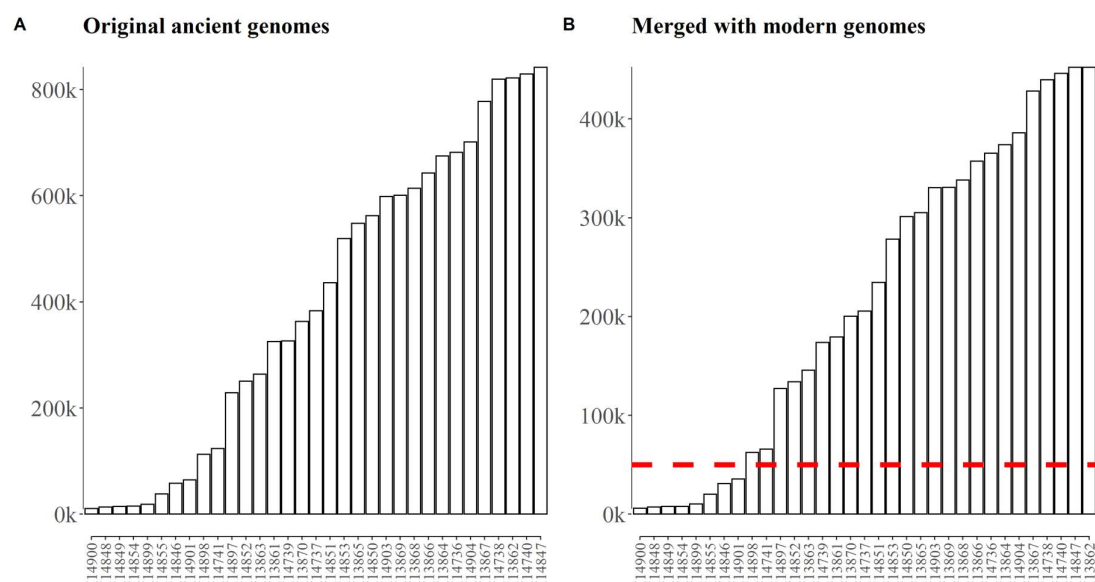 A Original ancient genomes
800k
600k
400k
200k
0k
14900 14848 14849 14854 14899 14855 14846 14901 14898 14741 14897 14852 13863 13861 14739 13870 14737 14851 14853 13865 14850 14903 13869 13868 13866 13864 14736 14904 13867 14738 13862 14740 14847
B Merged with modern genomes
400k
300k
200k
100k
0k
14900 14848 14849 14854 14899 14855 14846 14901 14898 14741 14897 14852 13863 14739 13861 13870 14737 14851 14853 14850 13865 14903 13869 13868 13866 14736 13864 14904 13867 14738 14740 14847 13862